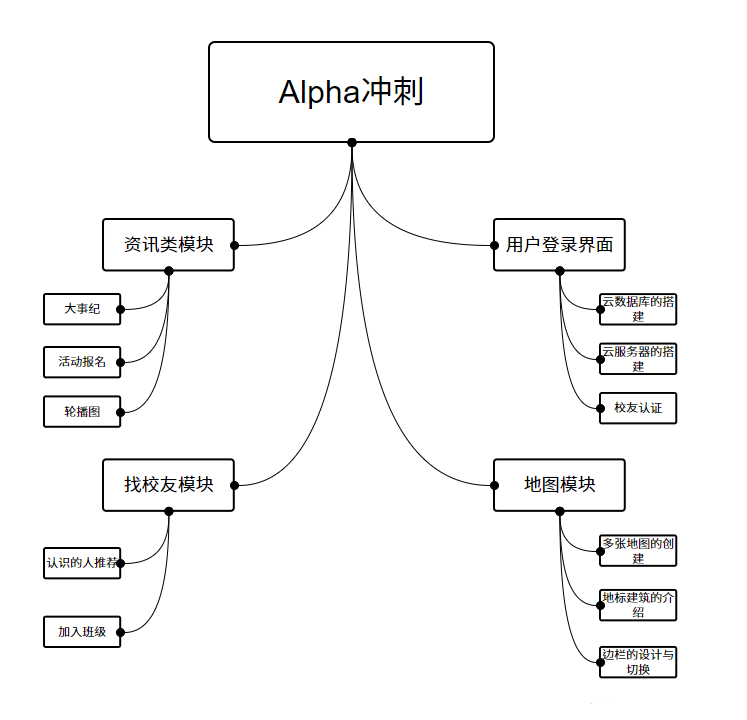 Alpha冲刺
资讯类模块
大事纪
活动报名
轮播图
用户登录界面
云数据库的搭
建
云服务器的搭
建
校友认证
找校友模块
认识的人推荐
加入班级
地图模块
多张地图的创
建
地标建筑的介
绍
边栏的设计与
切换